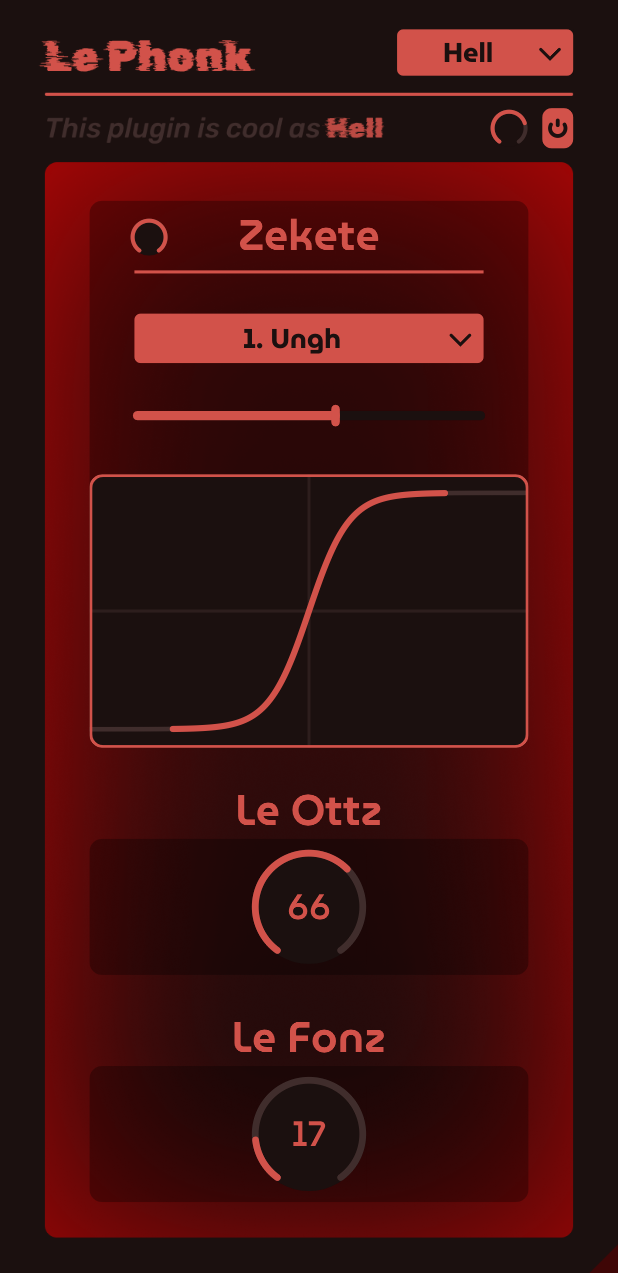 Le Phonk
Hell
This plugin is cool as Hell
Zekete
1. Ungh
Le Ottz
66
Le Fonz
17